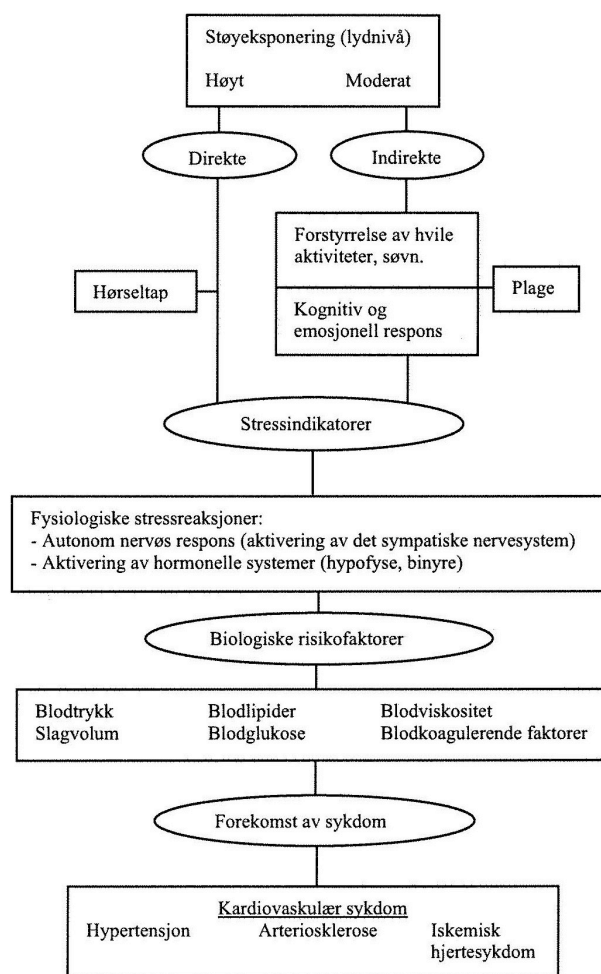 Støyeksponering (lydnivå)
Høyt Moderat
Direkte Indirekte
Forstyrrelse av hvile
aktiviteter, søvn.
Hørseltap
Plage
Kognitiv og
emosjonell respons
Stressindikatorer
Fysiologiske stressreaksjoner:
- Autonom nervøs respons (aktivering av det sympatiske nervesystem)
- Aktivering av hormonelle systemer (hypofyse, binyre)
Biologiske risikofaktorer
Blodtrykk Blodlipider Blodviskositet
Slagvolum Blodglukose Blodkoagulerende faktorer
Forekomst av sykdom
Kardiovaskulær sykdom
Hypertensjon Arteriosklerose Iskemisk
hjertesykdom